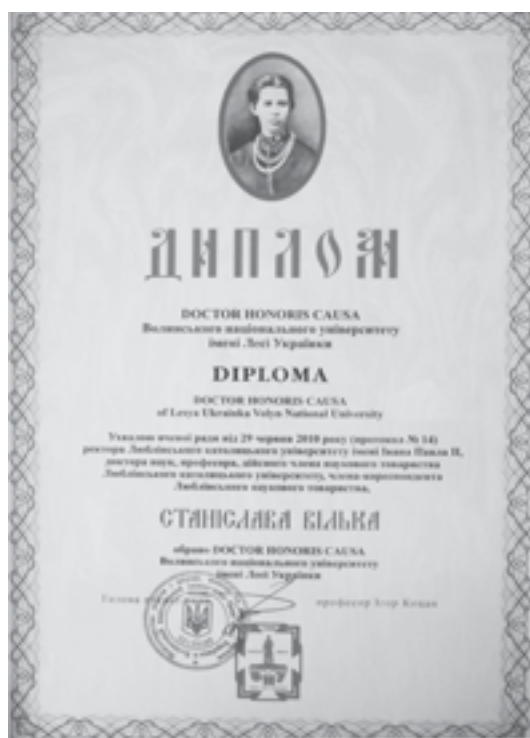 ДИПЛОМ
DOCTOR HONORIS CAUSA
Волинського національного університету
імені Лесі Українки
DIPLOMA
DOCTOR HONORIS CAUSA
of Lesya Ukrainka Volyn National University
Ухвалою вченої ради від 29 червня 2010 року (протокол № 14)
ректора Люблінського католицького університету імені Івана Павла ІІ,
доктора наук, професора, дійсного члена наукового товариства
Люблінського католицького університету, члена-кореспондента
Люблінського наукового товариства,
СТАНІСЛАВА ВІЛЬКА
обрано DOCTOR HONORIS CAUSA
Волинського національного університету
імені Лесі Українки
Голова професор Ігор Коцан